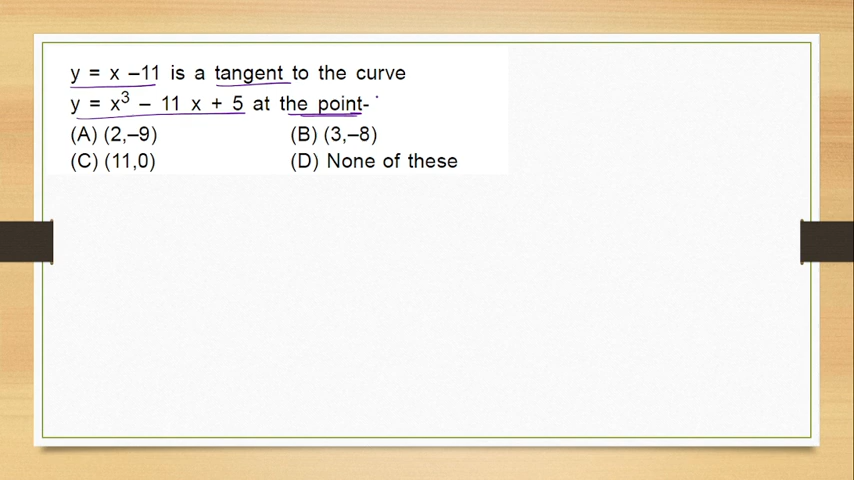 y = x –11 is a tangent to the curve
y = x³ – 11 x + 5 at the point-
(A) (2,–9) (B) (3,–8)
(C) (11,0) (D) None of these